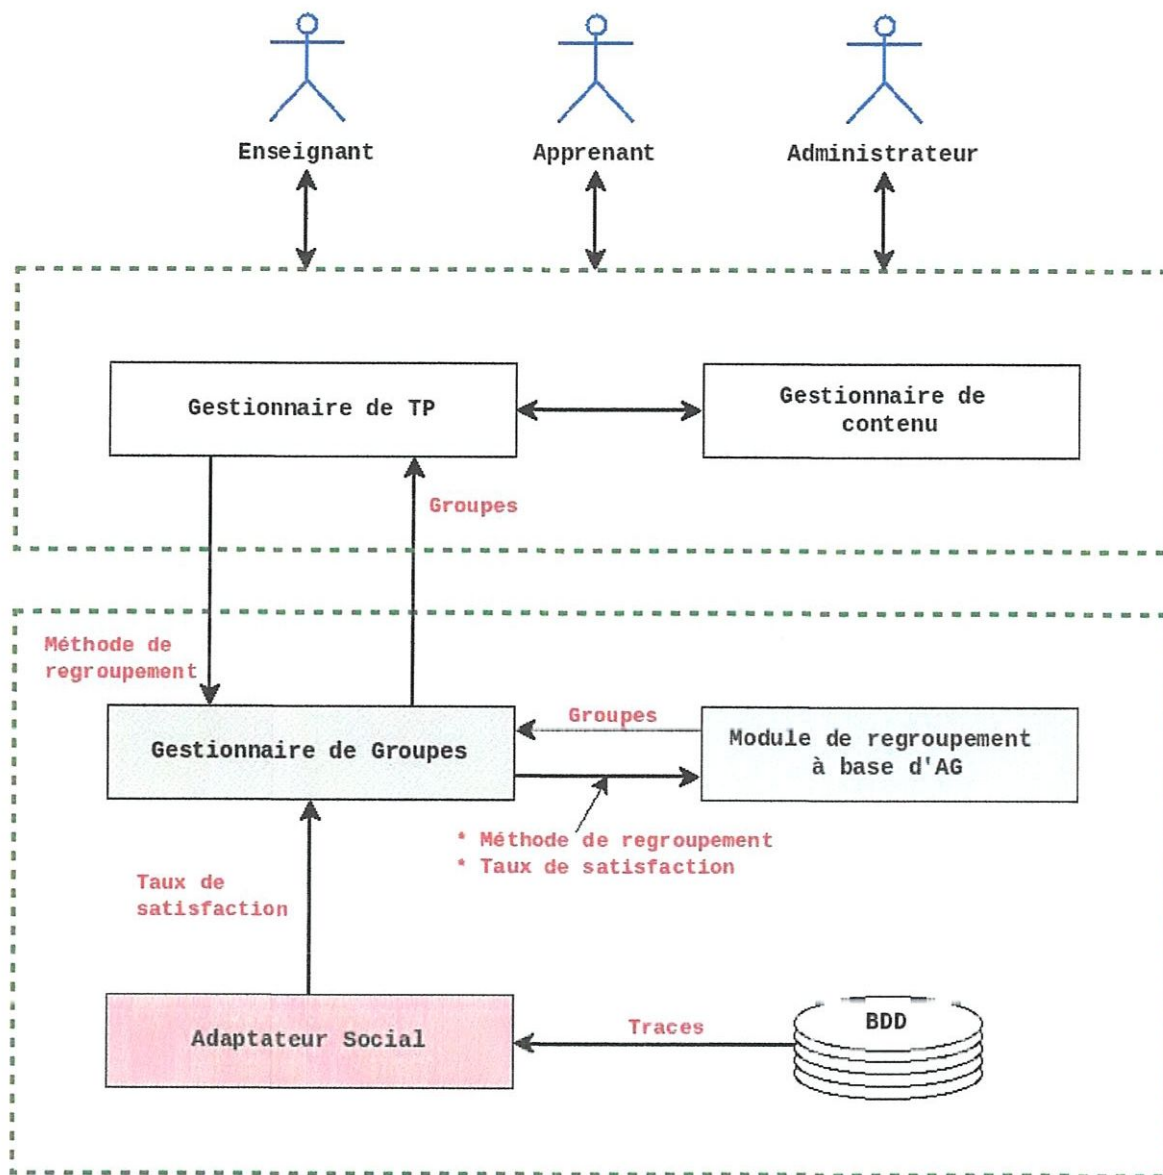 Enseignant
Apprenant
Administrateur
Gestionnaire de TP
Gestionnaire de
contenu
Groupes
Méthode de
regroupement
Gestionnaire de Groupes
Groupes
Module de regroupement
à base d'AG
* Méthode de regroupement
* Taux de satisfaction
Taux de
satisfaction
Adaptateur Social
Traces
BDD